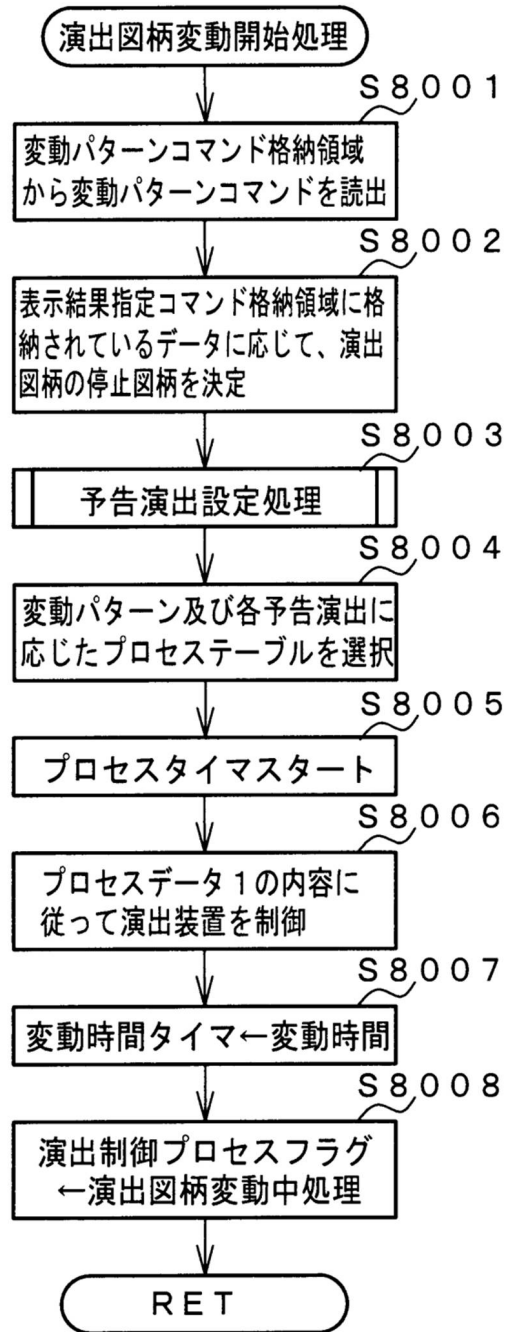 演出図柄変動開始処理
S8001
変動パターンコマンド格納領域
から変動パターンコマンドを読出
S8002
表示結果指定コマンド格納領域に格
納されているデータに応じて、演出
図柄の停止図柄を決定
S8003
予告演出設定処理
S8004
変動パターン及び各予告演出に
応じたプロセステーブルを選択
S8005
プロセスタイマスタート
S8006
プロセスデータ1の内容に
従って演出装置を制御
S8007
変動時間タイマ←変動時間
S8008
演出制御プロセスフラグ
←演出図柄変動中処理
RET